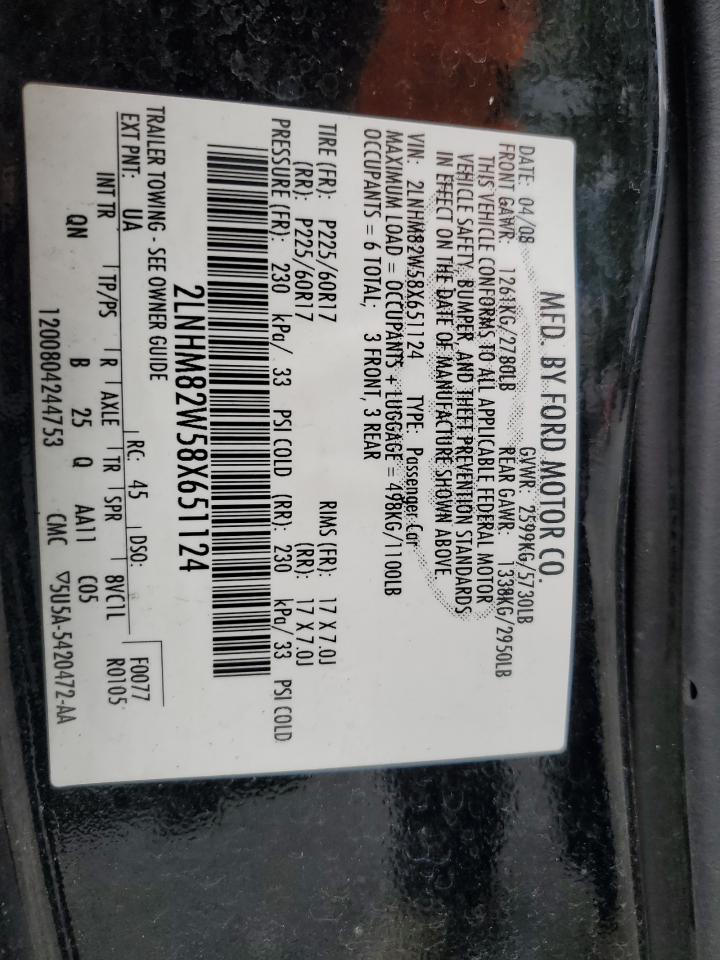 MFD. BY FORD MOTOR CO.
DATE: 04/08 GVWR: 2599KG/5730LB
FRONT GAWR: 1261KG/2780LB REAR GAWR: 1338KG/2950LB
THIS VEHICLE CONFORMS TO ALL APPLICABLE FEDERAL MOTOR
VEHICLE SAFETY, BUMPER, AND THEFT PREVENTION STANDARDS
IN EFFECT ON THE DATE OF MANUFACTURE SHOWN ABOVE.
VIN: 2LNHM82W58X651124 TYPE: Passenger Car
MAXIMUM LOAD = OCCUPANTS + LUGGAGE = 498KG/1100LB
OCCUPANTS = 6 TOTAL, 3 FRONT, 3 REAR
TIRE (FR): P225/60R17 RIMS (FR): 17 X 7.0J
(RR): P225/60R17 (RR): 17 X 7.0J
PRESSURE (FR): 230 kPa/ 33 PSI COLD (RR): 230 kPa/ 33 PSI COLD
2LNHM82W58X651124
TRAILER TOWING - SEE OWNER GUIDE
EXT PNT: UA RC: 45 DSO: F0077
INT TR TP/PS R AXLE TR SPR 8VC1L R0105
QN B 25 Q AA11 C05
1200804244753 CMC ▽5U5A-5420472-AA